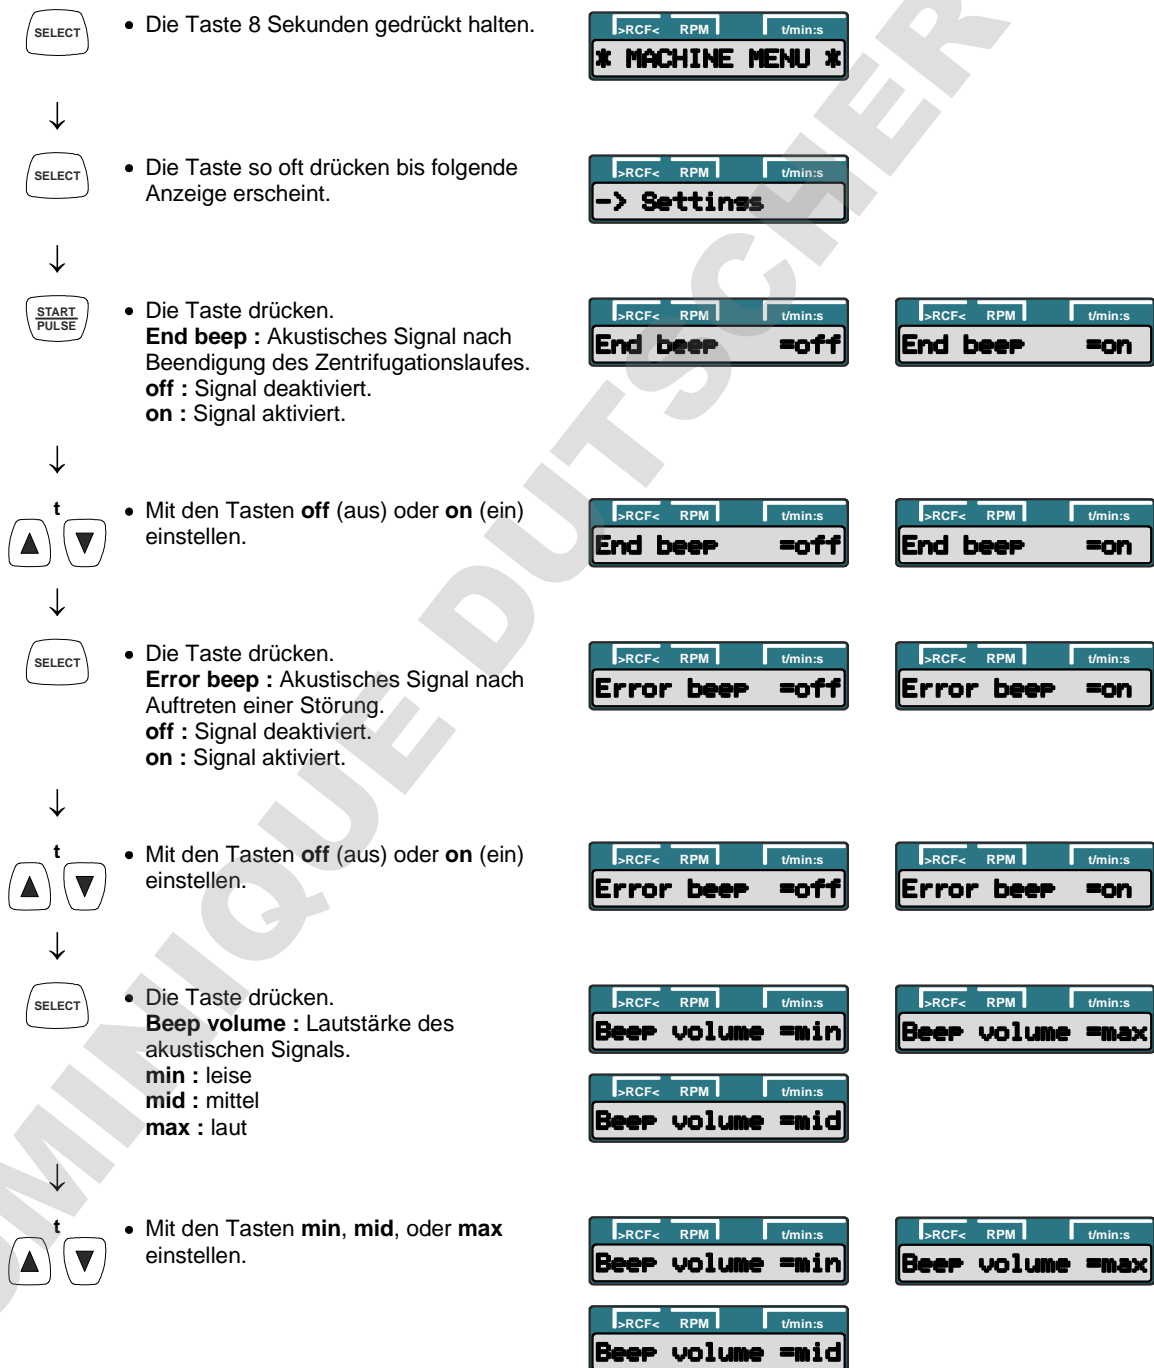 SELECT
• Die Taste 8 Sekunden gedrückt halten.
>RCF< RPM t/min:s
* MACHINE MENU *
↓
SELECT
• Die Taste so oft drücken bis folgende
Anzeige erscheint.
>RCF< RPM t/min:s
-> Settings
↓
START
PULSE
• Die Taste drücken.
End beep : Akustisches Signal nach
Beendigung des Zentrifugationslaufes.
off : Signal deaktiviert.
on : Signal aktiviert.
>RCF< RPM t/min:s
End beep =off
>RCF< RPM t/min:s
End beep =on
↓
t
▲ ▼
• Mit den Tasten off (aus) oder on (ein)
einstellen.
>RCF< RPM t/min:s
End beep =off
>RCF< RPM t/min:s
End beep =on
↓
SELECT
• Die Taste drücken.
Error beep : Akustisches Signal nach
Auftreten einer Störung.
off : Signal deaktiviert.
on : Signal aktiviert.
>RCF< RPM t/min:s
Error beep =off
>RCF< RPM t/min:s
Error beep =on
↓
t
▲ ▼
• Mit den Tasten off (aus) oder on (ein)
einstellen.
>RCF< RPM t/min:s
Error beep =off
>RCF< RPM t/min:s
Error beep =on
↓
SELECT
• Die Taste drücken.
Beep volume : Lautstärke des
akustischen Signals.
min : leise
mid : mittel
max : laut
>RCF< RPM t/min:s
Beep volume =min
>RCF< RPM t/min:s
Beep volume =max
>RCF< RPM t/min:s
Beep volume =mid
↓
t
▲ ▼
• Mit den Tasten min, mid, oder max
einstellen.
>RCF< RPM t/min:s
Beep volume =min
>RCF< RPM t/min:s
Beep volume =max
>RCF< RPM t/min:s
Beep volume =mid
OMINIQUE DUTSCHER